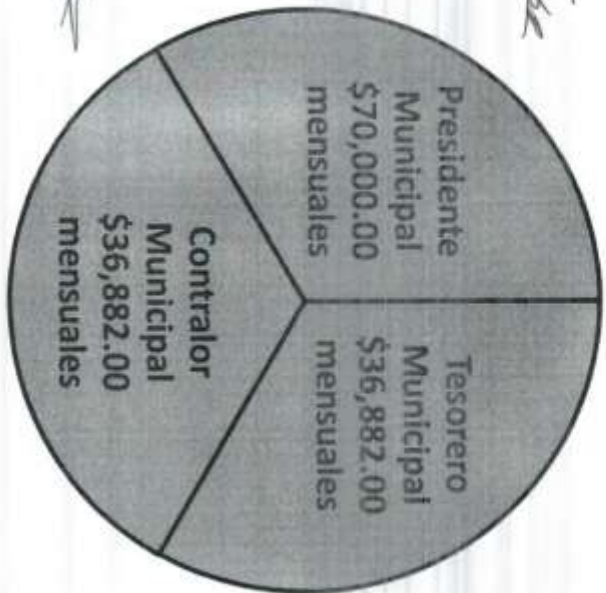 Presidente
Municipal
$70,000.00
mensuales
Tesorero
Municipal
$36,882.00
mensuales
Contralor
Municipal
$36,882.00
mensuales